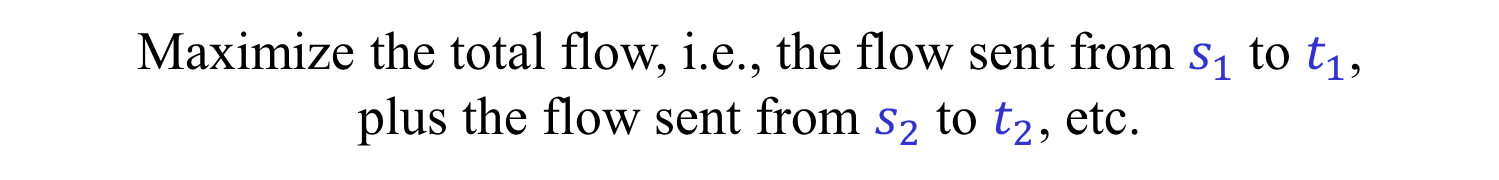 Maximize the total flow, i.e., the flow sent from s₁ to t₁,
plus the flow sent from s₂ to t₂, etc.